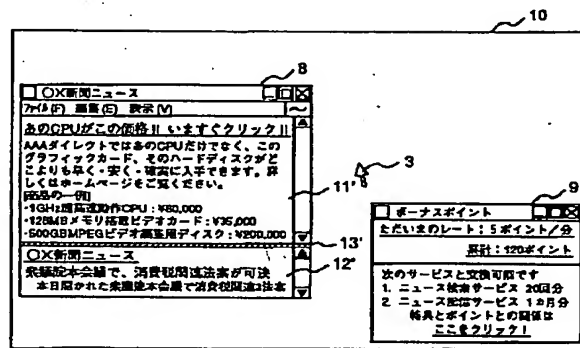 10
8
○X新聞ニュース
ファイル(F) 編集(E) 表示(V)
あのCPUがこの価格!! いますぐクリック!!
AAAダイレクトではあのCPUだけでなく、この
グラフィックカード、そのハードディスクがど
こよりも早く・安く・確実に入手できます。詳
しくはホームページをご覧ください。
[商品の一例]
-1GHz超高速動作CPU:¥60,000
-128MBメモリ搭載ビデオカード:¥35,000
-500GBMPEGビデオ編集用ディスク:¥200,000
11'
13'
○X新聞ニュース
衆議院本会議で、消費税関連法案が可決
本日開かれた衆議院本会議で消費税関連法案
12'
3
9
ボーナスポイント
ただいまのレート:5ポイント/分
累計:120ポイント
次のサービスと交換可能です
1. ニュース検索サービス 20回分
2. ニュース配信サービス 1ヵ月分
特典とポイントとの関係は
ここをクリック!